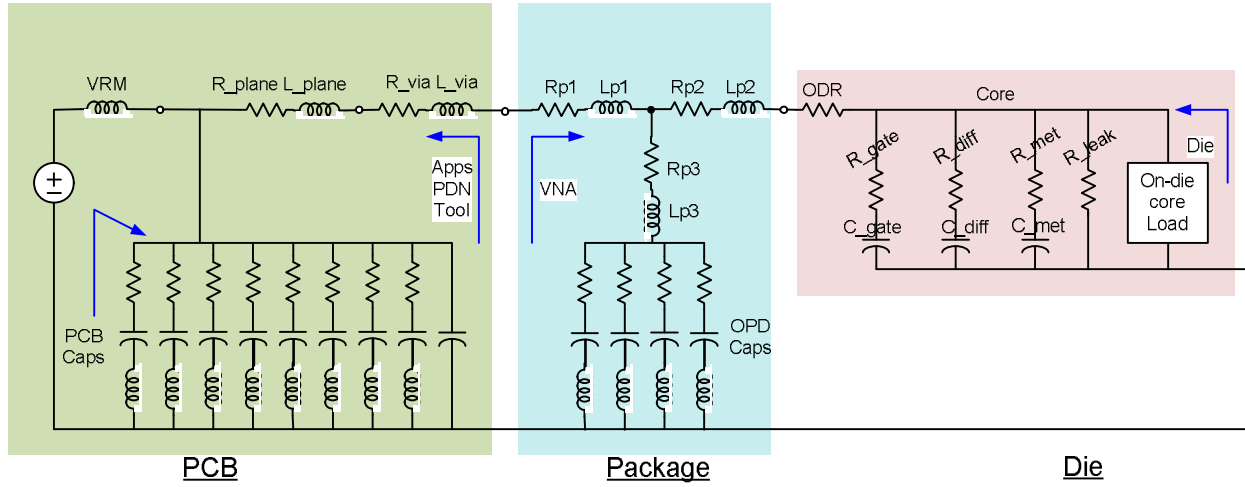 VRM
R_plane L_plane
R_via L_via
Rp1
Lp1
Rp2
Lp2
ODR
Core
Apps
PDN
Tool
VNA
Rp3
Lp3
R_gate
R_diff
R_met
R_leak
Die
On-die
core
Load
C_gate
C_diff
C_met
PCB
Caps
OPD
Caps
PCB
Package
Die